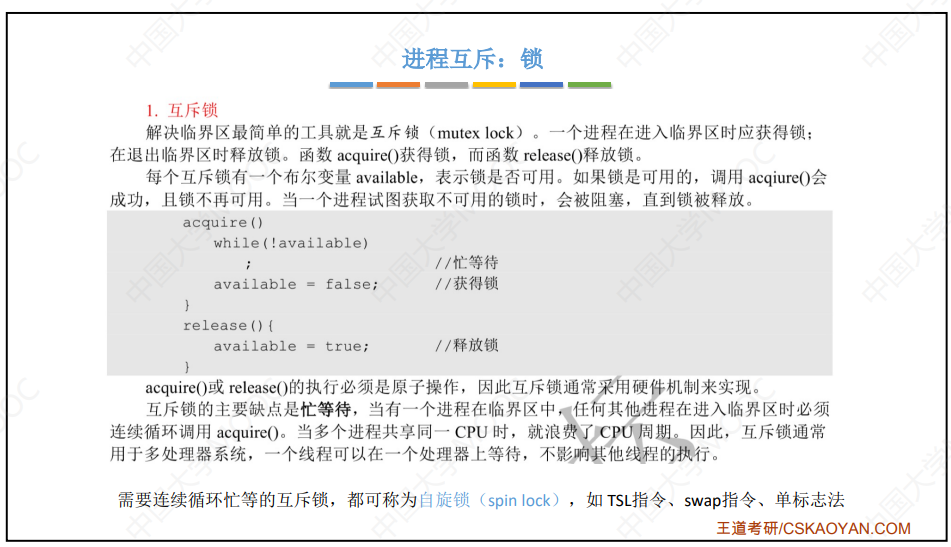 进程互斥：锁
1. 互斥锁
解决临界区最简单的工具就是互斥锁（mutex lock）。一个进程在进入临界区时应获得锁；
在退出临界区时释放锁。函数 acquire()获得锁，而函数 release()释放锁。
每个互斥锁有一个布尔变量 available，表示锁是否可用。如果锁是可用的，调用 acqiure()会
成功，且锁不再可用。当一个进程试图获取不可用的锁时，会被阻塞，直到锁被释放。
acquire()
while(!available)
; //忙等待
available = false; //获得锁
}
release(){
available = true; //释放锁
}
acquire()或 release()的执行必须是原子操作，因此互斥锁通常采用硬件机制来实现。
互斥锁的主要缺点是忙等待，当有一个进程在临界区中，任何其他进程在进入临界区时必须
连续循环调用 acquire()。当多个进程共享同一 CPU 时，就浪费了 CPU 周期。因此，互斥锁通常
用于多处理器系统，一个线程可以在一个处理器上等待，不影响其他线程的执行。
需要连续循环忙等的互斥锁，都可称为自旋锁（spin lock），如 TSL指令、swap指令、单标志法
王道考研/CSKAOYAN.COM